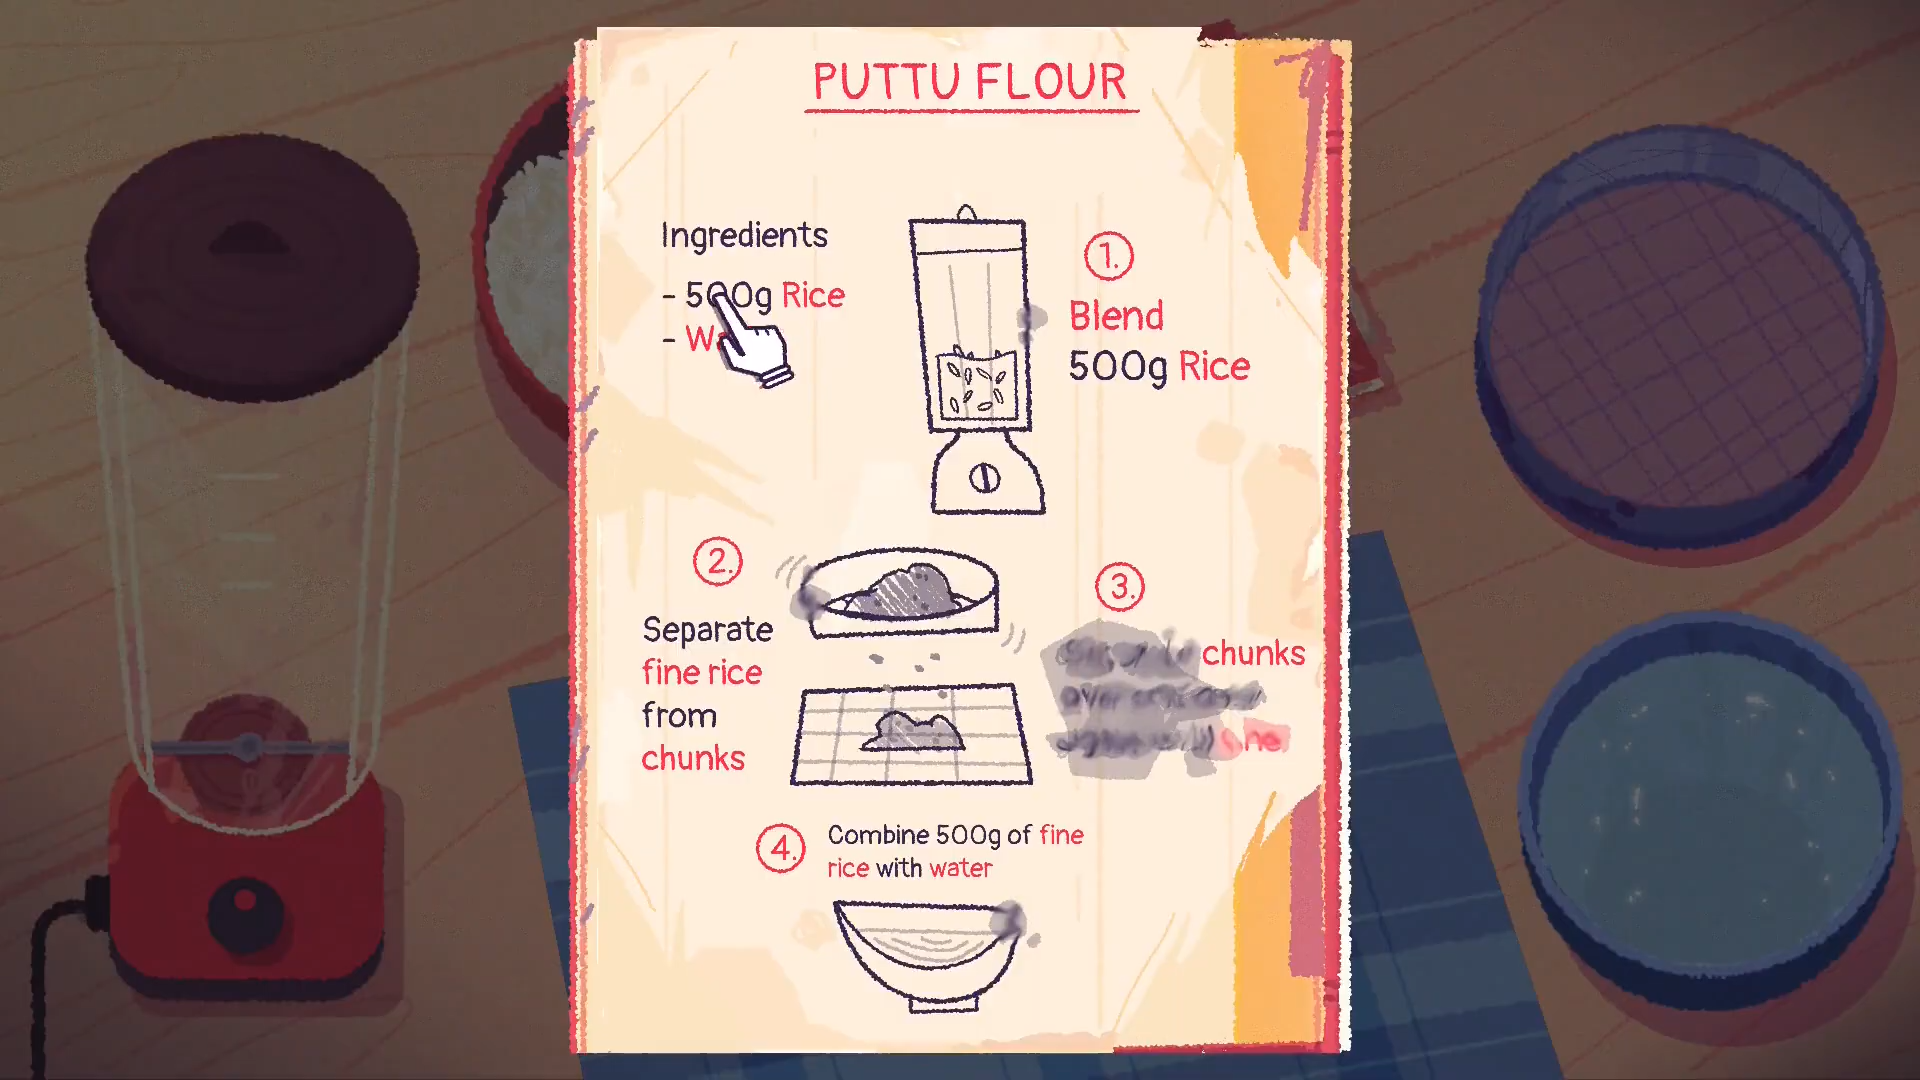 PUTTU FLOUR
Ingredients
- 500g Rice
-
1.
Blend
500g Rice
2.
Separate
fine rice
from
chunks
3.
chunks
4.
Combine 500g of fine
rice with water